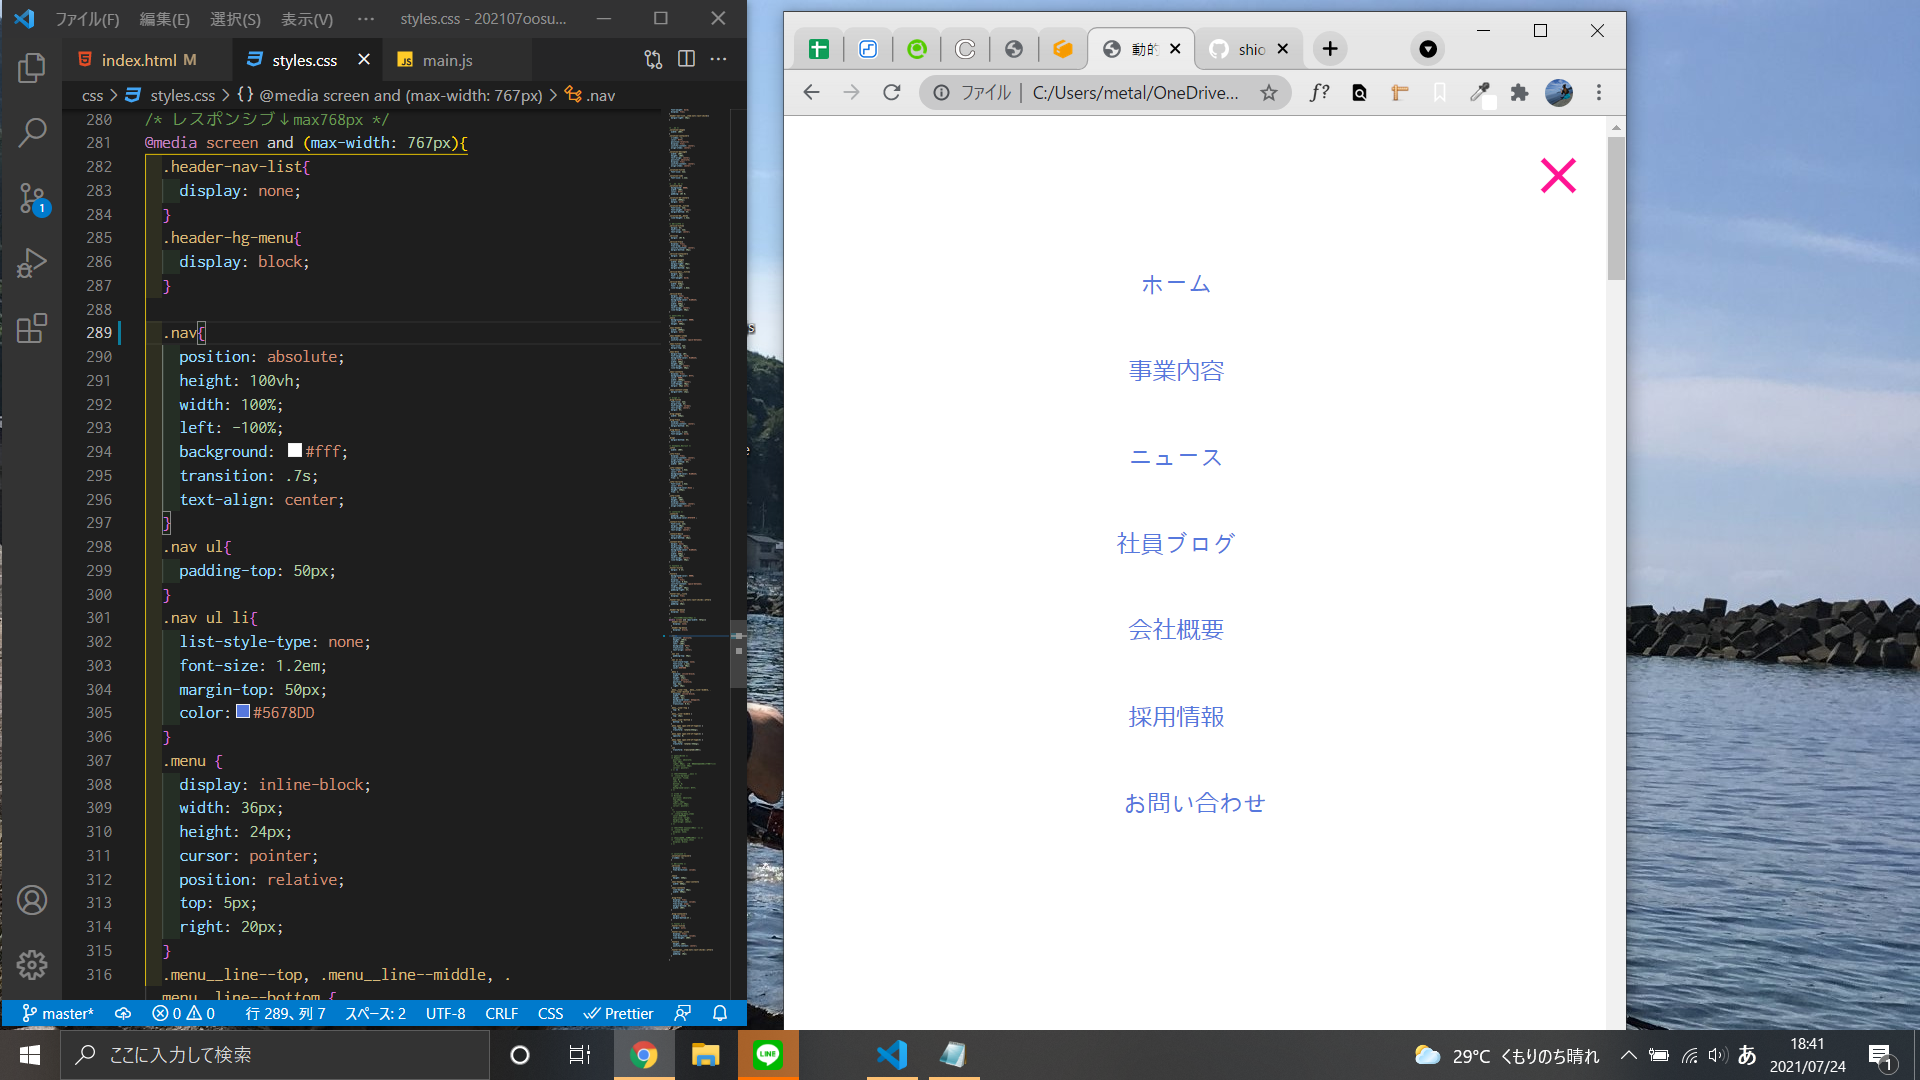 ファイル(F) 編集(E) 選択(S) 表示(V) ··· styles.css - 202107oosu...
index.html M styles.css JS main.js
css > styles.css > {} @media screen and (max-width: 767px) > .nav
280 /* レスポンシブ↓max768px */
281 @media screen and (max-width: 767px){
282 .header-nav-list{
283 display: none;
284 }
285 .header-hg-menu{
286 display: block;
287 }
288
289 .nav{
290 position: absolute;
291 height: 100vh;
292 width: 100%;
293 left: -100%;
294 background: #fff;
295 transition: .7s;
296 text-align: center;
297 }
298 .nav ul{
299 padding-top: 50px;
300 }
301 .nav ul li{
302 list-style-type: none;
303 font-size: 1.2em;
304 margin-top: 50px;
305 color: #5678DD
306 }
307 .menu {
308 display: inline-block;
309 width: 36px;
310 height: 24px;
311 cursor: pointer;
312 position: relative;
313 top: 5px;
314 right: 20px;
315 }
316 .menu__line--top, .menu__line--middle, .
menu__line--bottom {
1
master* 0 0 行 289、列 7 スペース: 2 UTF-8 CRLF CSS Prettier
動的 shio
ファイル | C:/Users/metal/OneDrive... f?
ホーム
事業内容
ニュース
社員ブログ
会社概要
採用情報
お問い合わせ
ここに入力して検索
LINE
29°C くもりのち晴れ あ 18:41
2021/07/24
1